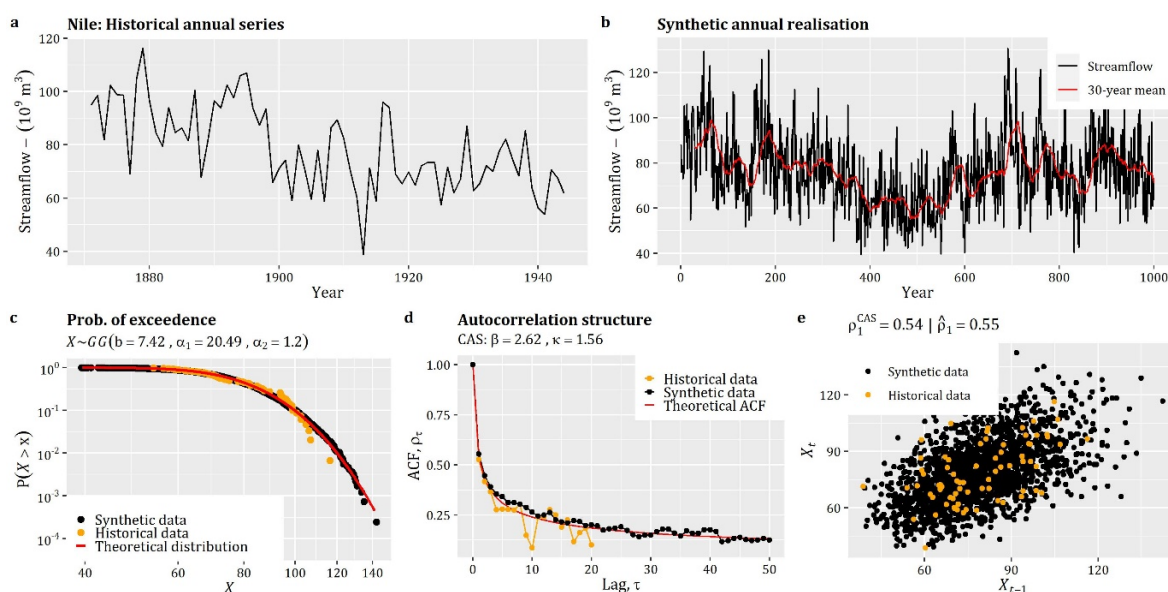 a Nile: Historical annual series
120
100
80
60
40
Streamflow − (10⁹ m³)
1880 1900 1920 1940
Year
b Synthetic annual realisation
120
100
80
60
40
Streamflow − (10⁹ m³)
Streamflow
30-year mean
0 200 400 600 800 1000
Year
c Prob. of exceedence
X~GG(b = 7.42 , α₁ = 20.49 , α₂ = 1.2)
10⁰
10⁻¹
10⁻²
10⁻³
10⁻⁴
P(X > x)
Synthetic data
Historical data
Theoretical distribution
40 60 80 100 120 140
X
d Autocorrelation structure
CAS: β = 2.62 , κ = 1.56
1.00
0.75
0.50
0.25
ACF, ρ_τ
Historical data
Synthetic data
Theoretical ACF
0 10 20 30 40 50
Lag, τ
e ρ₁^CAS = 0.54 | ρ̂₁ = 0.55
120
90
60
X_t
Synthetic data
Historical data
60 90 120
X_{t−1}